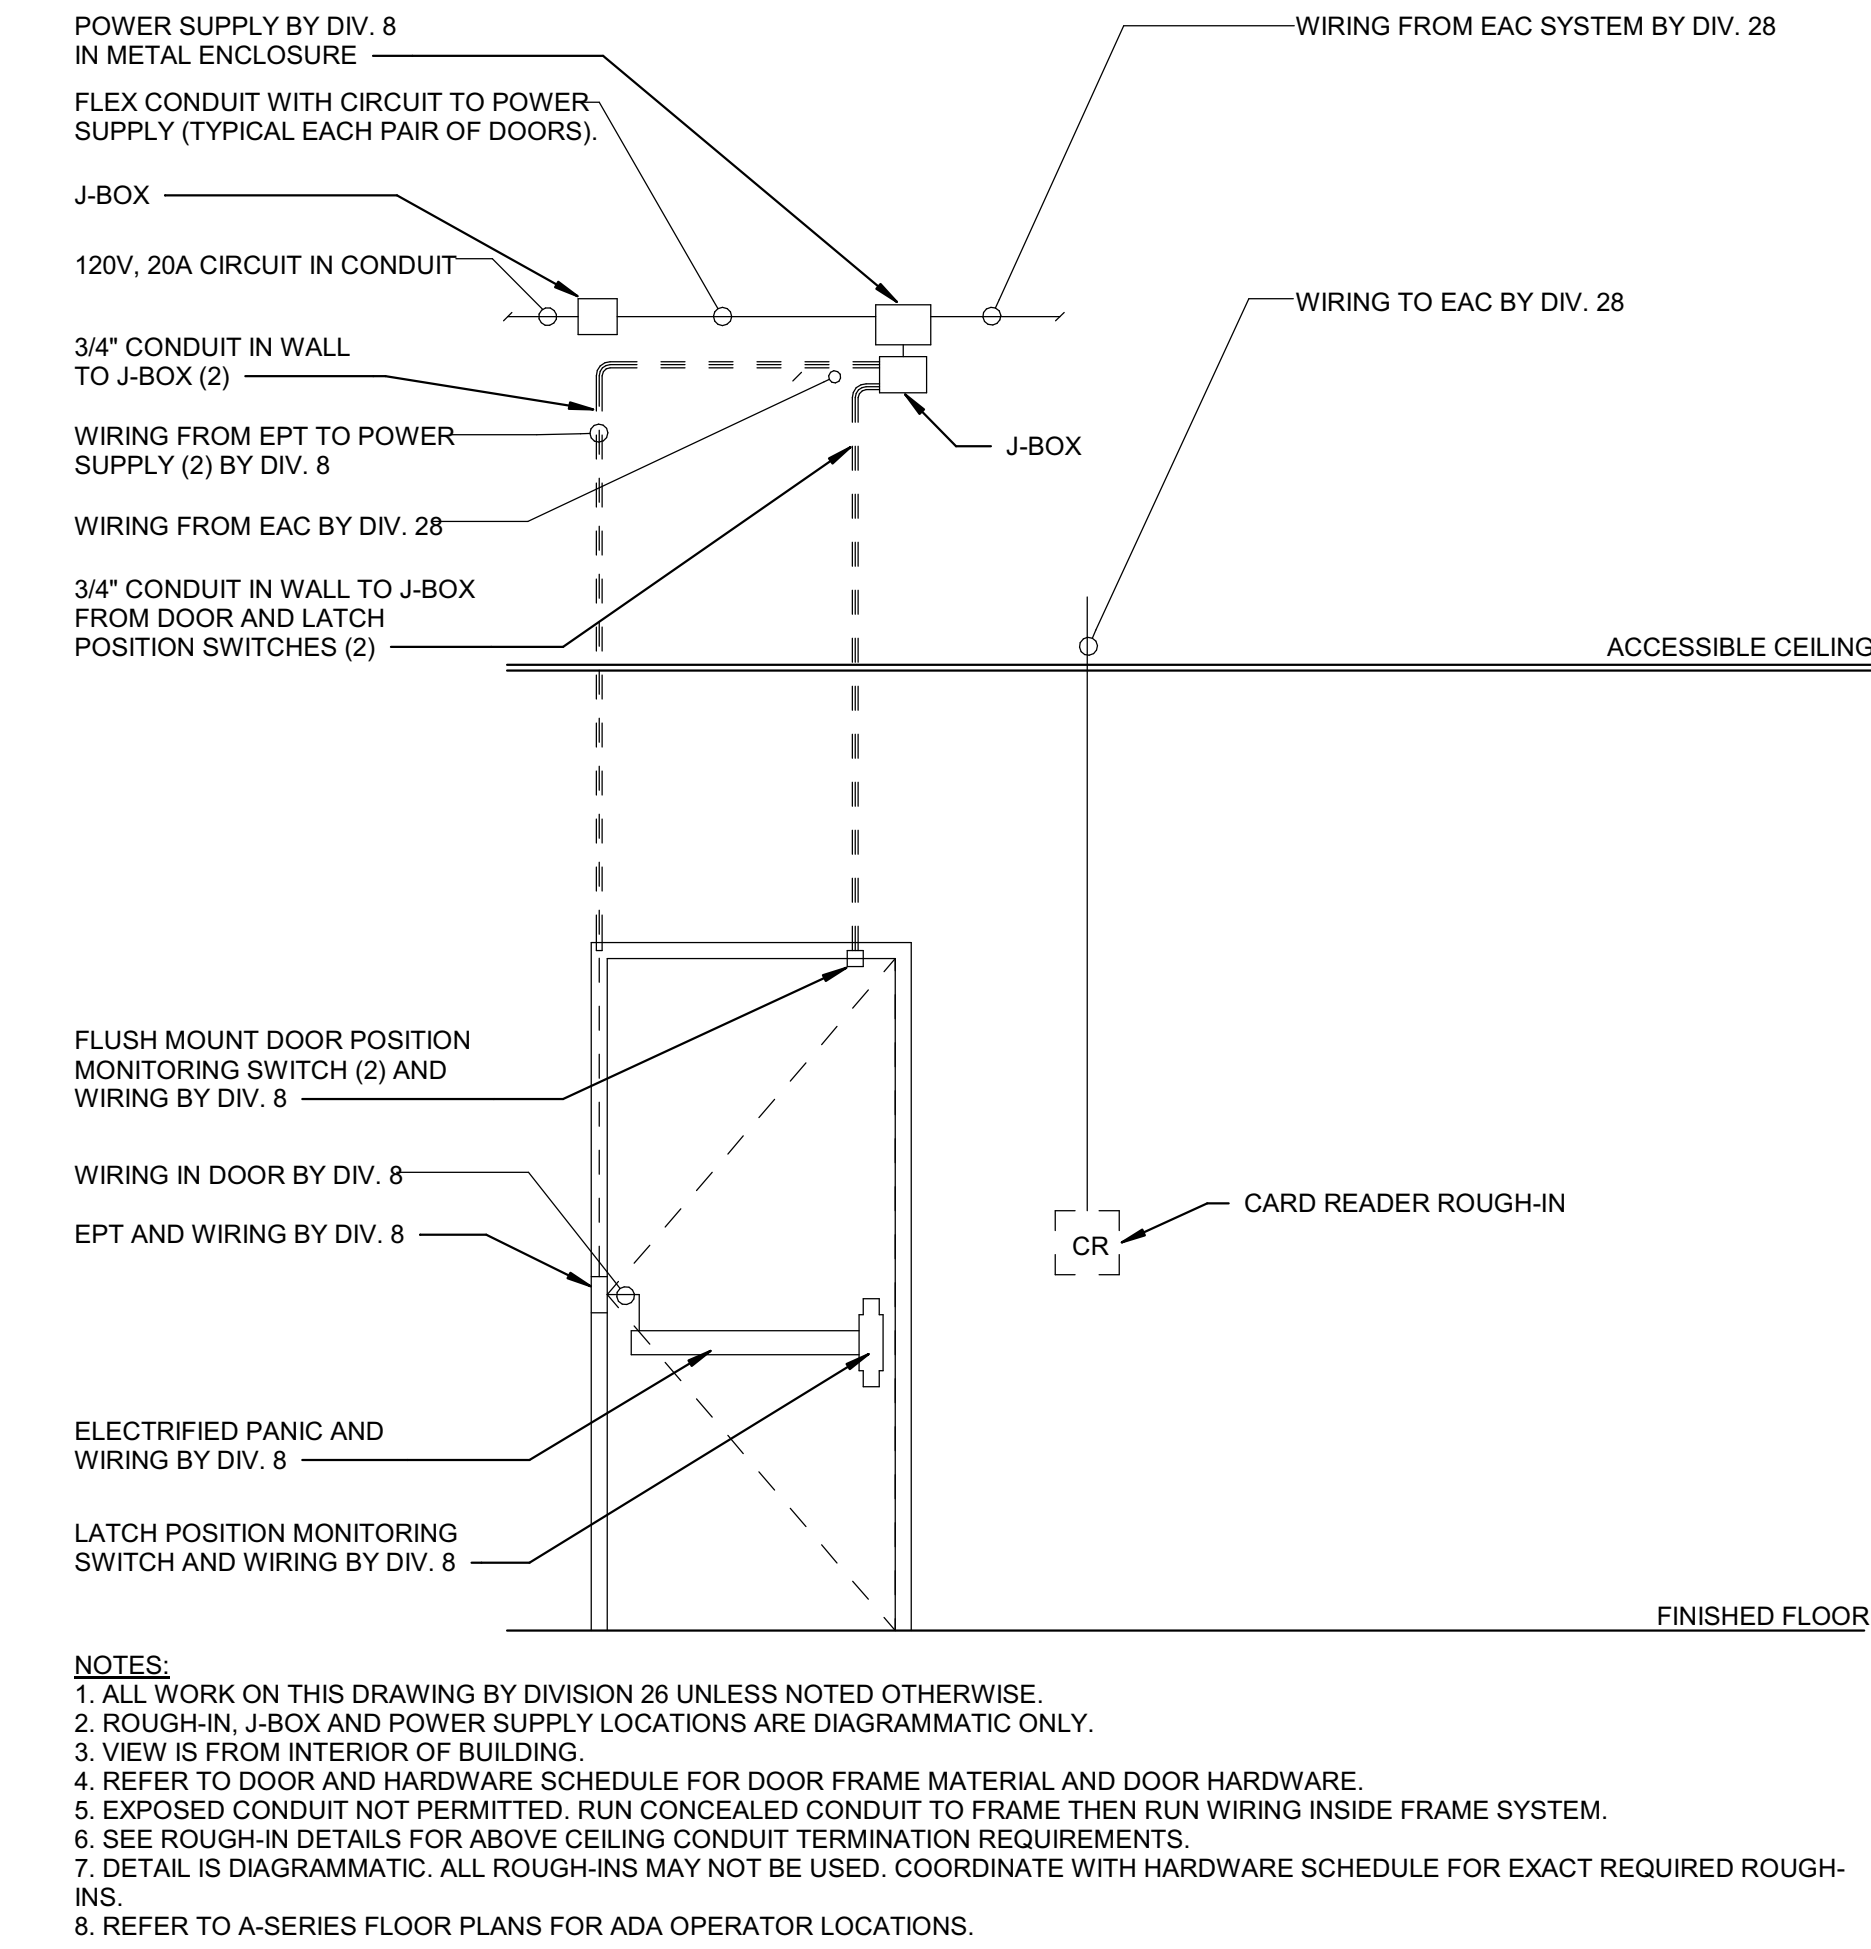 POWER SUPPLY BY DIV. 8
IN METAL ENCLOSURE
WIRING FROM EAC SYSTEM BY DIV. 28
FLEX CONDUIT WITH CIRCUIT TO POWER
SUPPLY (TYPICAL EACH PAIR OF DOORS).
J-BOX
120V, 20A CIRCUIT IN CONDUIT
WIRING TO EAC BY DIV. 28
3/4" CONDUIT IN WALL
TO J-BOX (2)
WIRING FROM EPT TO POWER
SUPPLY (2) BY DIV. 8
J-BOX
WIRING FROM EAC BY DIV. 28
3/4" CONDUIT IN WALL TO J-BOX
FROM DOOR AND LATCH
POSITION SWITCHES (2)
ACCESSIBLE CEILING
FLUSH MOUNT DOOR POSITION
MONITORING SWITCH (2) AND
WIRING BY DIV. 8
WIRING IN DOOR BY DIV. 8
EPT AND WIRING BY DIV. 8
CARD READER ROUGH-IN
CR
ELECTRIFIED PANIC AND
WIRING BY DIV. 8
LATCH POSITION MONITORING
SWITCH AND WIRING BY DIV. 8
FINISHED FLOOR
NOTES:
1. ALL WORK ON THIS DRAWING BY DIVISION 26 UNLESS NOTED OTHERWISE.
2. ROUGH-IN, J-BOX AND POWER SUPPLY LOCATIONS ARE DIAGRAMMATIC ONLY.
3. VIEW IS FROM INTERIOR OF BUILDING.
4. REFER TO DOOR AND HARDWARE SCHEDULE FOR DOOR FRAME MATERIAL AND DOOR HARDWARE.
5. EXPOSED CONDUIT NOT PERMITTED. RUN CONCEALED CONDUIT TO FRAME THEN RUN WIRING INSIDE FRAME SYSTEM.
6. SEE ROUGH-IN DETAILS FOR ABOVE CEILING CONDUIT TERMINATION REQUIREMENTS.
7. DETAIL IS DIAGRAMMATIC. ALL ROUGH-INS MAY NOT BE USED. COORDINATE WITH HARDWARE SCHEDULE FOR EXACT REQUIRED ROUGH-
INS.
8. REFER TO A-SERIES FLOOR PLANS FOR ADA OPERATOR LOCATIONS.